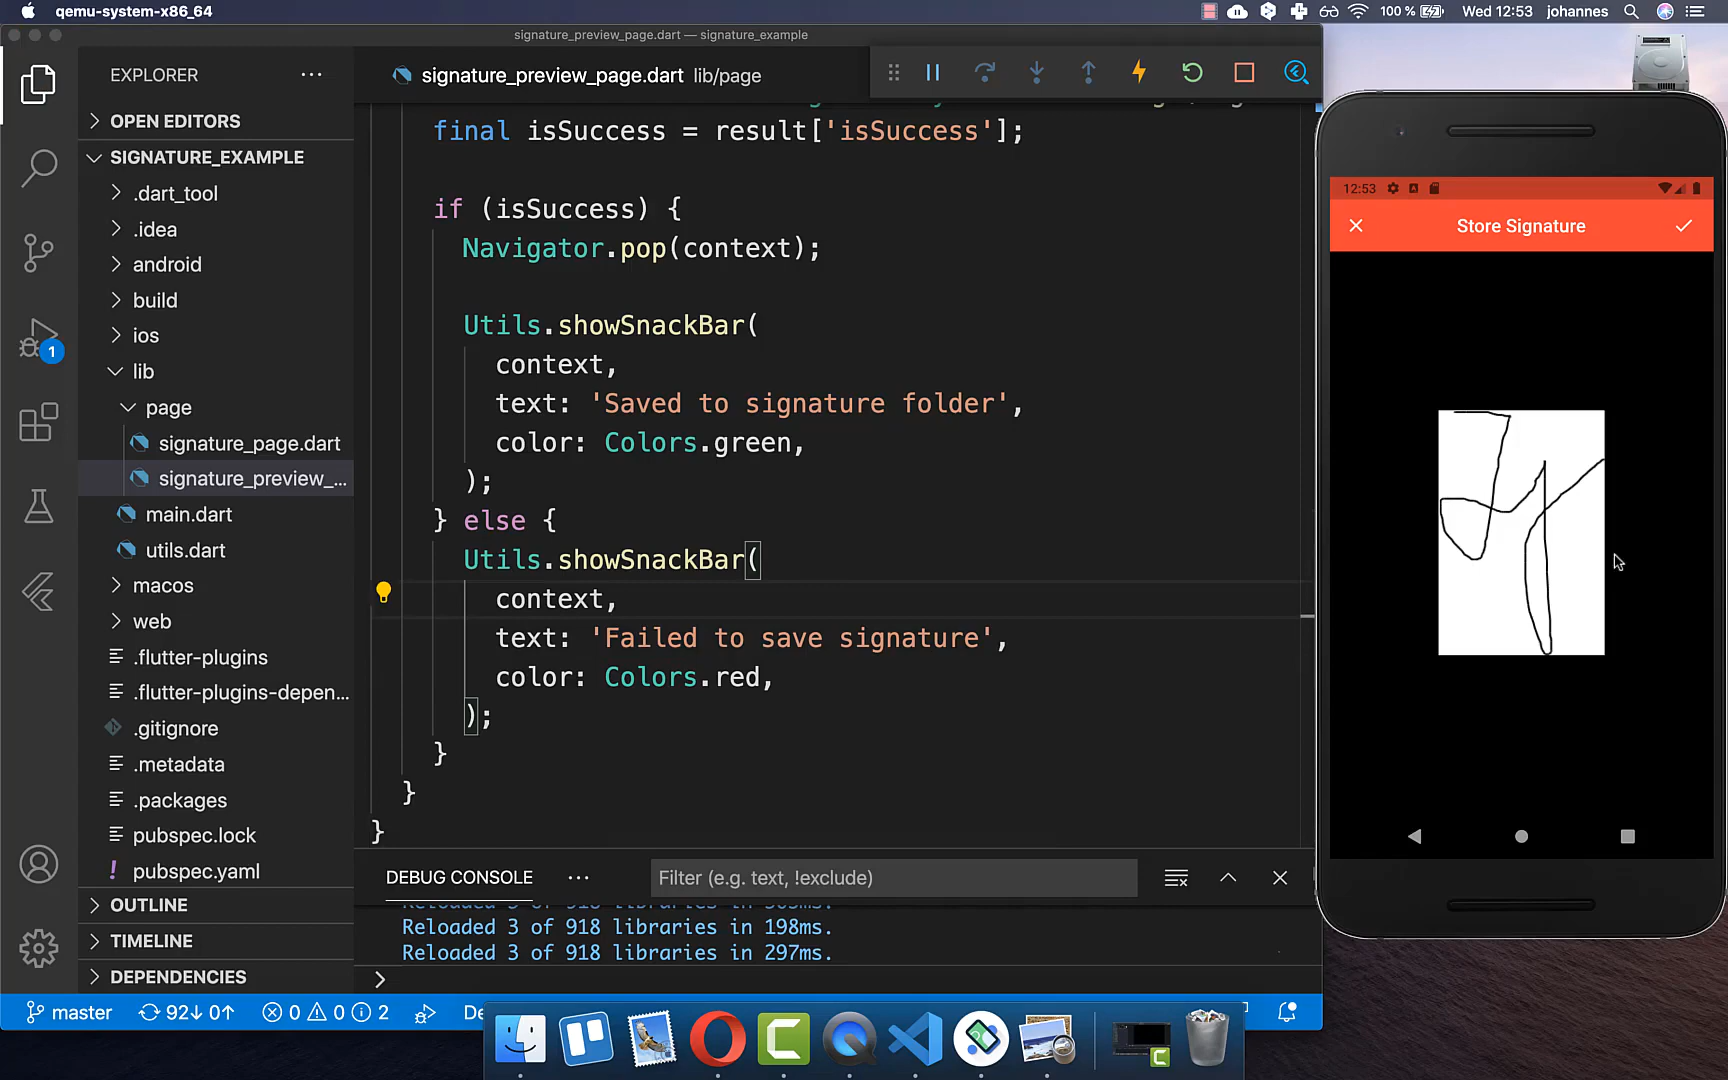 qemu-system-x86_64
100 %
Wed 12:53
johannes
signature_preview_page.dart — signature_example
EXPLORER
OPEN EDITORS
SIGNATURE_EXAMPLE
.dart_tool
.idea
android
build
ios
1
lib
page
signature_page.dart
signature_preview_...
main.dart
utils.dart
macos
web
.flutter-plugins
.flutter-plugins-depen...
.gitignore
.metadata
.packages
pubspec.lock
! pubspec.yaml
OUTLINE
TIMELINE
DEPENDENCIES
signature_preview_page.dart lib/page
final isSuccess = result['isSuccess'];
if (isSuccess) {
Navigator.pop(context);
Utils.showSnackBar(
context,
text: 'Saved to signature folder',
color: Colors.green,
);
} else {
Utils.showSnackBar(
context,
text: 'Failed to save signature',
color: Colors.red,
);
}
}
}
DEBUG CONSOLE
Filter (e.g. text, !exclude)
Reloaded 3 of 918 libraries in 198ms.
Reloaded 3 of 918 libraries in 297ms.
master
92↓ 0↑
0
0
2
De
12:53
Store Signature